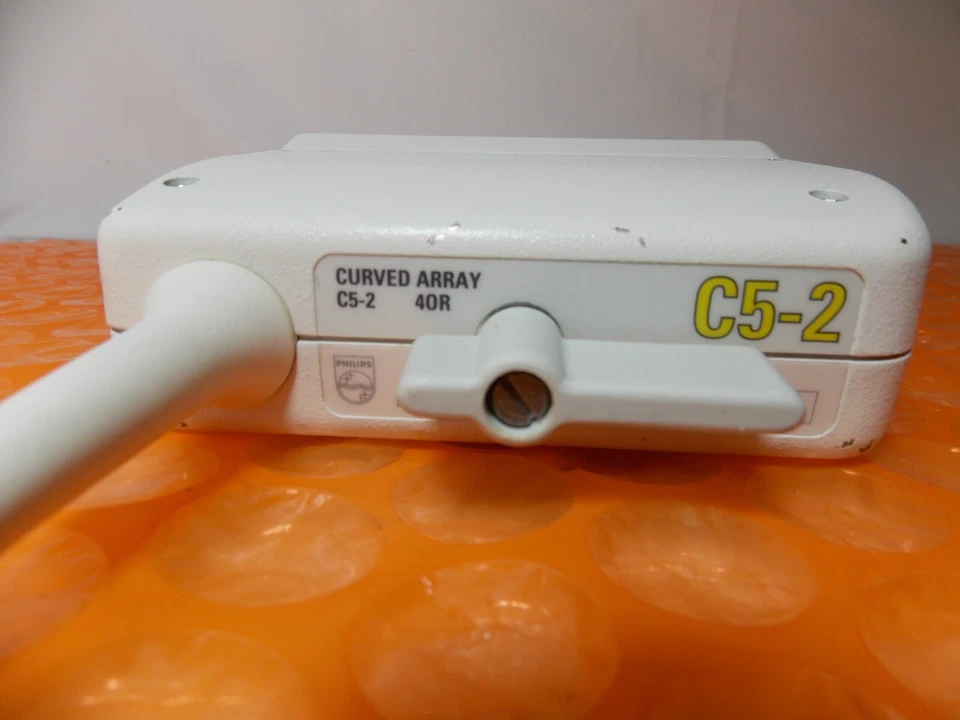 CURVED ARRAY
C5-2 40R
C5-2
PHILIPS